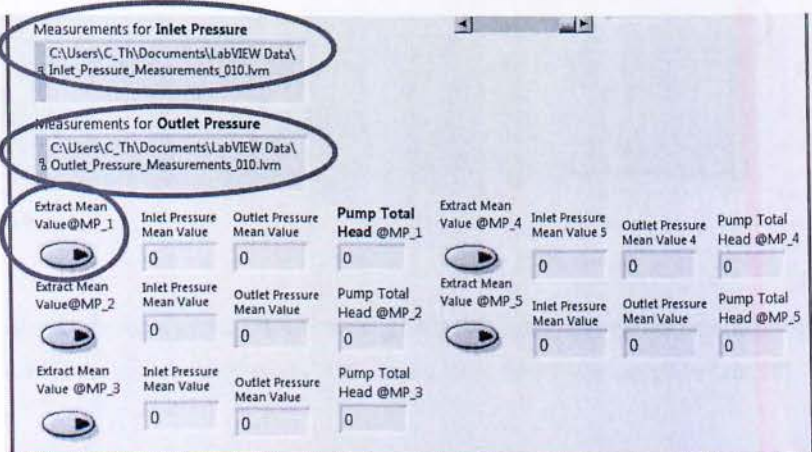 Measurements for Inlet Pressure
C:\Users\C_Th\Documents\LabVIEW Data\
Inlet_Pressure_Measurements_010.lvm
Measurements for Outlet Pressure
C:\Users\C_Th\Documents\LabVIEW Data\
Outlet_Pressure_Measurements_010.lvm
Extract Mean
Value@MP_1
Inlet Pressure
Mean Value
0
Outlet Pressure
Mean Value
0
Pump Total
Head @MP_1
0
Extract Mean
Value @MP_4
Inlet Pressure
Mean Value 5
0
Outlet Pressure
Mean Value 4
0
Pump Total
Head @MP_4
0
Extract Mean
Value@MP_2
Inlet Pressure
Mean Value
0
Outlet Pressure
Mean Value
0
Pump Total
Head @MP_2
0
Extract Mean
Value @MP_5
Inlet Pressure
Mean Value
0
Outlet Pressure
Mean Value
0
Pump Total
Head @MP_5
0
Extract Mean
Value @MP_3
Inlet Pressure
Mean Value
0
Outlet Pressure
Mean Value
0
Pump Total
Head @MP_3
0